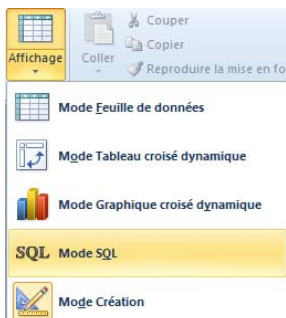 Affichage
Coller
Couper
Copier
Reproduire la mise en fo
Mode Feuille de données
Mode Tableau croisé dynamique
Mode Graphique croisé dynamique
SQL Mode SQL
Mode Création